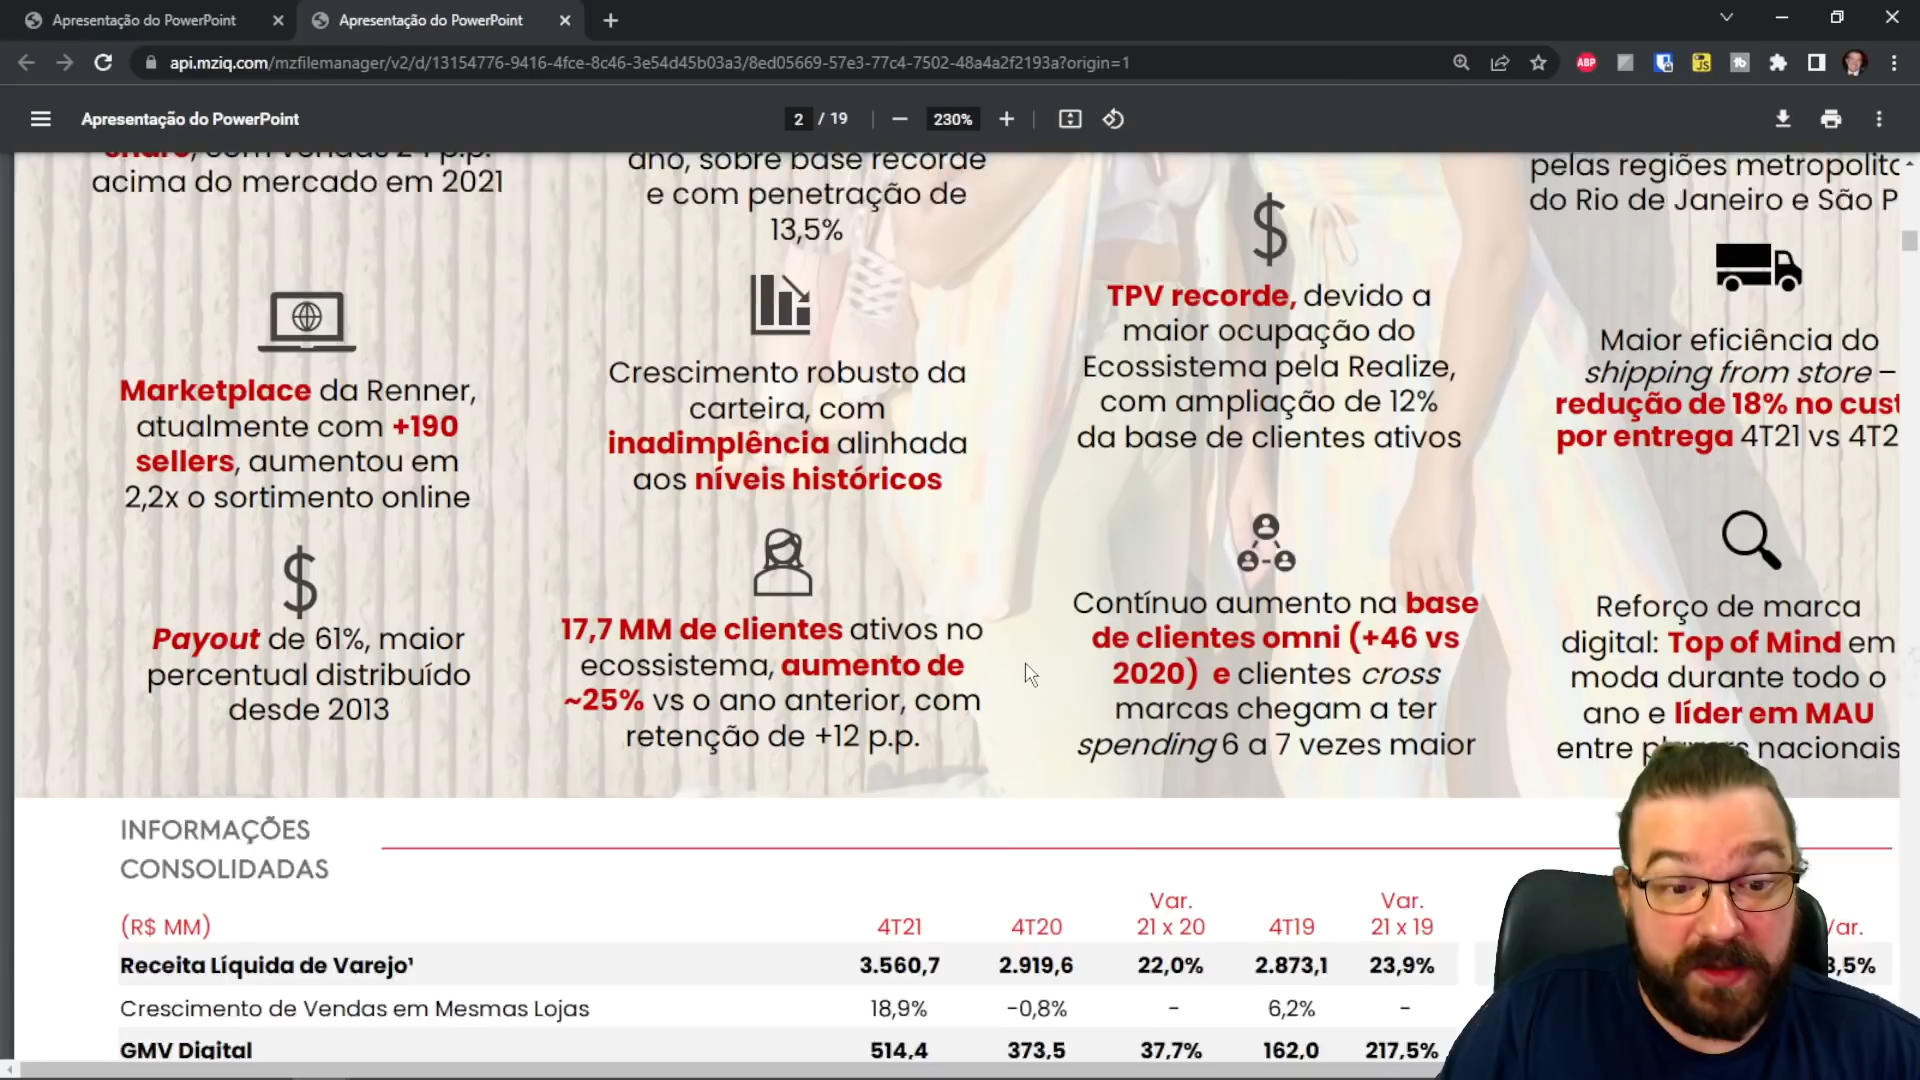 Apresentação do PowerPoint
Apresentação do PowerPoint
api.mziq.com/mzfilemanager/v2/d/13154776-9416-4fce-8c46-3e54d45b03a3/8ed05669-57e3-77c4-7502-48a4a2f2193a?origin=1
ABP
Apresentação do PowerPoint
2 / 19
230%
acima do mercado em 2021
ano, sobre base recorde
e com penetração de
13,5%
pelas regiões metropolit
do Rio de Janeiro e São P
Marketplace da Renner,
atualmente com +190
sellers, aumentou em
2,2x o sortimento online
Crescimento robusto da
carteira, com
inadimplência alinhada
aos níveis históricos
TPV recorde, devido a
maior ocupação do
Ecossistema pela Realize,
com ampliação de 12%
da base de clientes ativos
Maior eficiência do
shipping from store –
redução de 18% no cust
por entrega 4T21 vs 4T2
Payout de 61%, maior
percentual distribuído
desde 2013
17,7 MM de clientes ativos no
ecossistema, aumento de
~25% vs o ano anterior, com
retenção de +12 p.p.
Contínuo aumento na base
de clientes omni (+46 vs
2020) e clientes cross
marcas chegam a ter
spending 6 a 7 vezes maior
Reforço de marca
digital: Top of Mind em
moda durante todo o
ano e líder em MAU
entre nacionais
INFORMAÇÕES
CONSOLIDADAS
(R$ MM) 4T21 4T20 Var. 21 x 20 4T19 Var. 21 x 19
Receita Líquida de Varejo¹ 3.560,7 2.919,6 22,0% 2.873,1 23,9%
Crescimento de Vendas em Mesmas Lojas 18,9% -0,8% - 6,2% -
GMV Digital 514,4 373,5 37,7% 162,0 217,5%